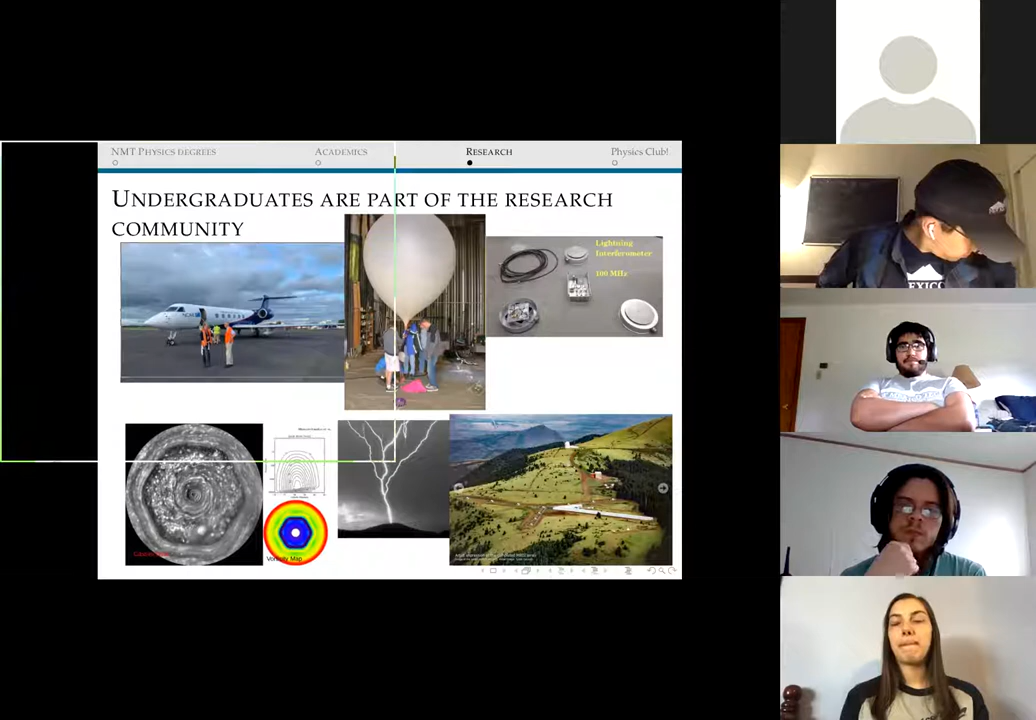 NMT PHYSICS DEGREES
ACADEMICS
RESEARCH
Physics Club!
UNDERGRADUATES ARE PART OF THE RESEARCH
COMMUNITY
Lightning
Interferometer
100 MHz
Vorticity Map
EXICO